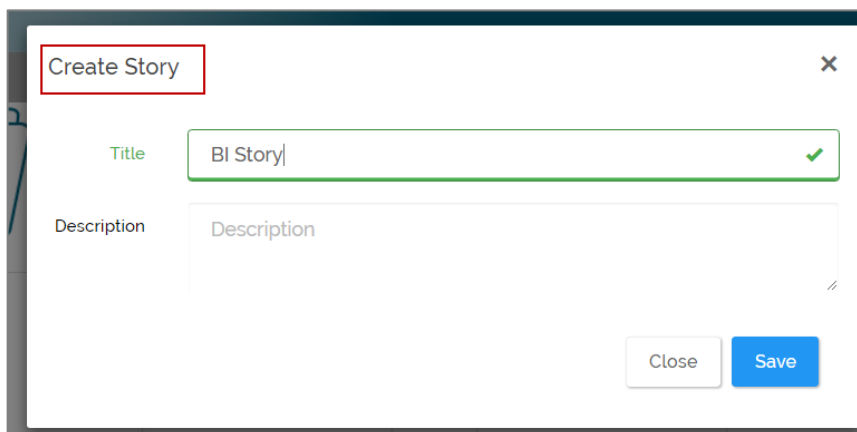 Create Story ×
Title BI Story
Description Description
Close Save